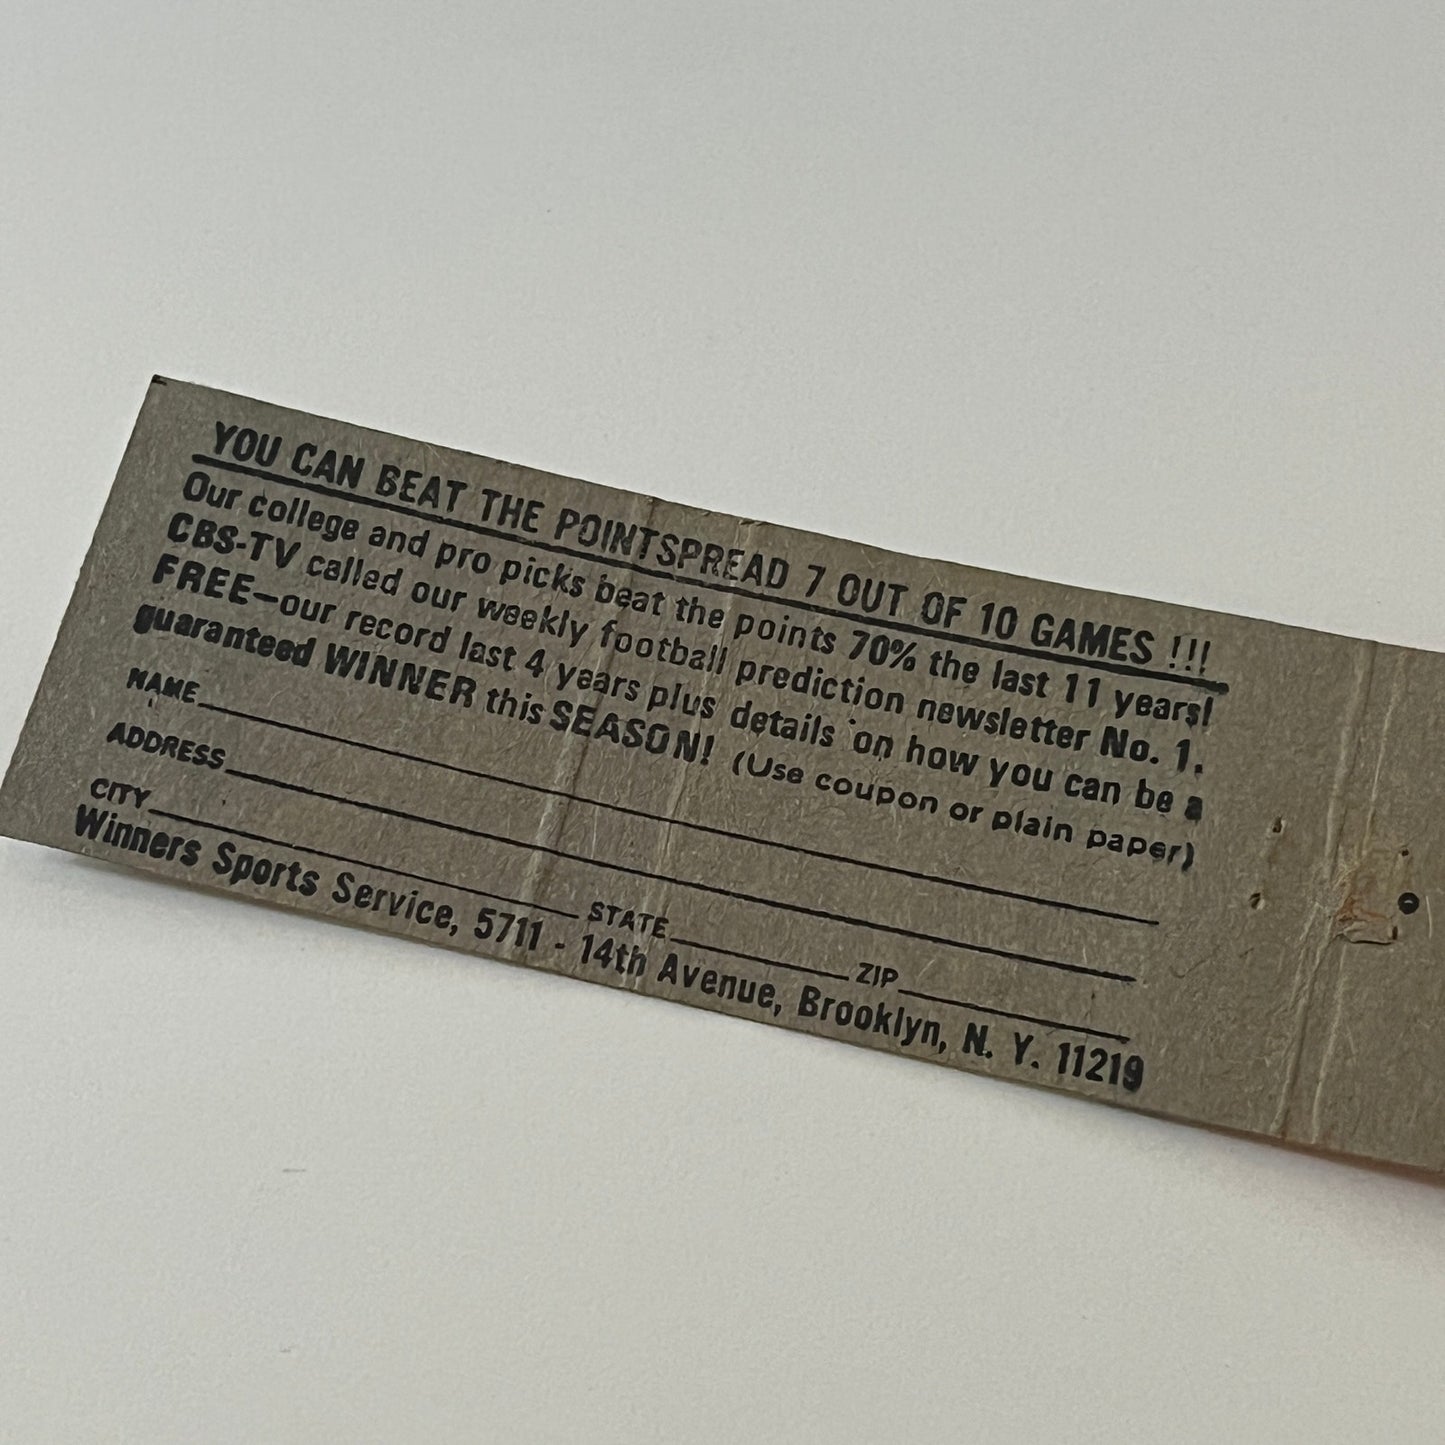 YOU CAN BEAT THE POINTSPREAD 7 OUT OF 10 GAMES !!!
Our college and pro picks beat the points 70% the last 11 years!
CBS-TV called our weekly football prediction newsletter No. 1.
FREE—our record last 4 years plus details on how you can be a
guaranteed WINNER this SEASON! (Use coupon or plain paper)
NAME
ADDRESS
CITY STATE ZIP
Winners Sports Service, 5711 - 14th Avenue, Brooklyn, N. Y. 11219